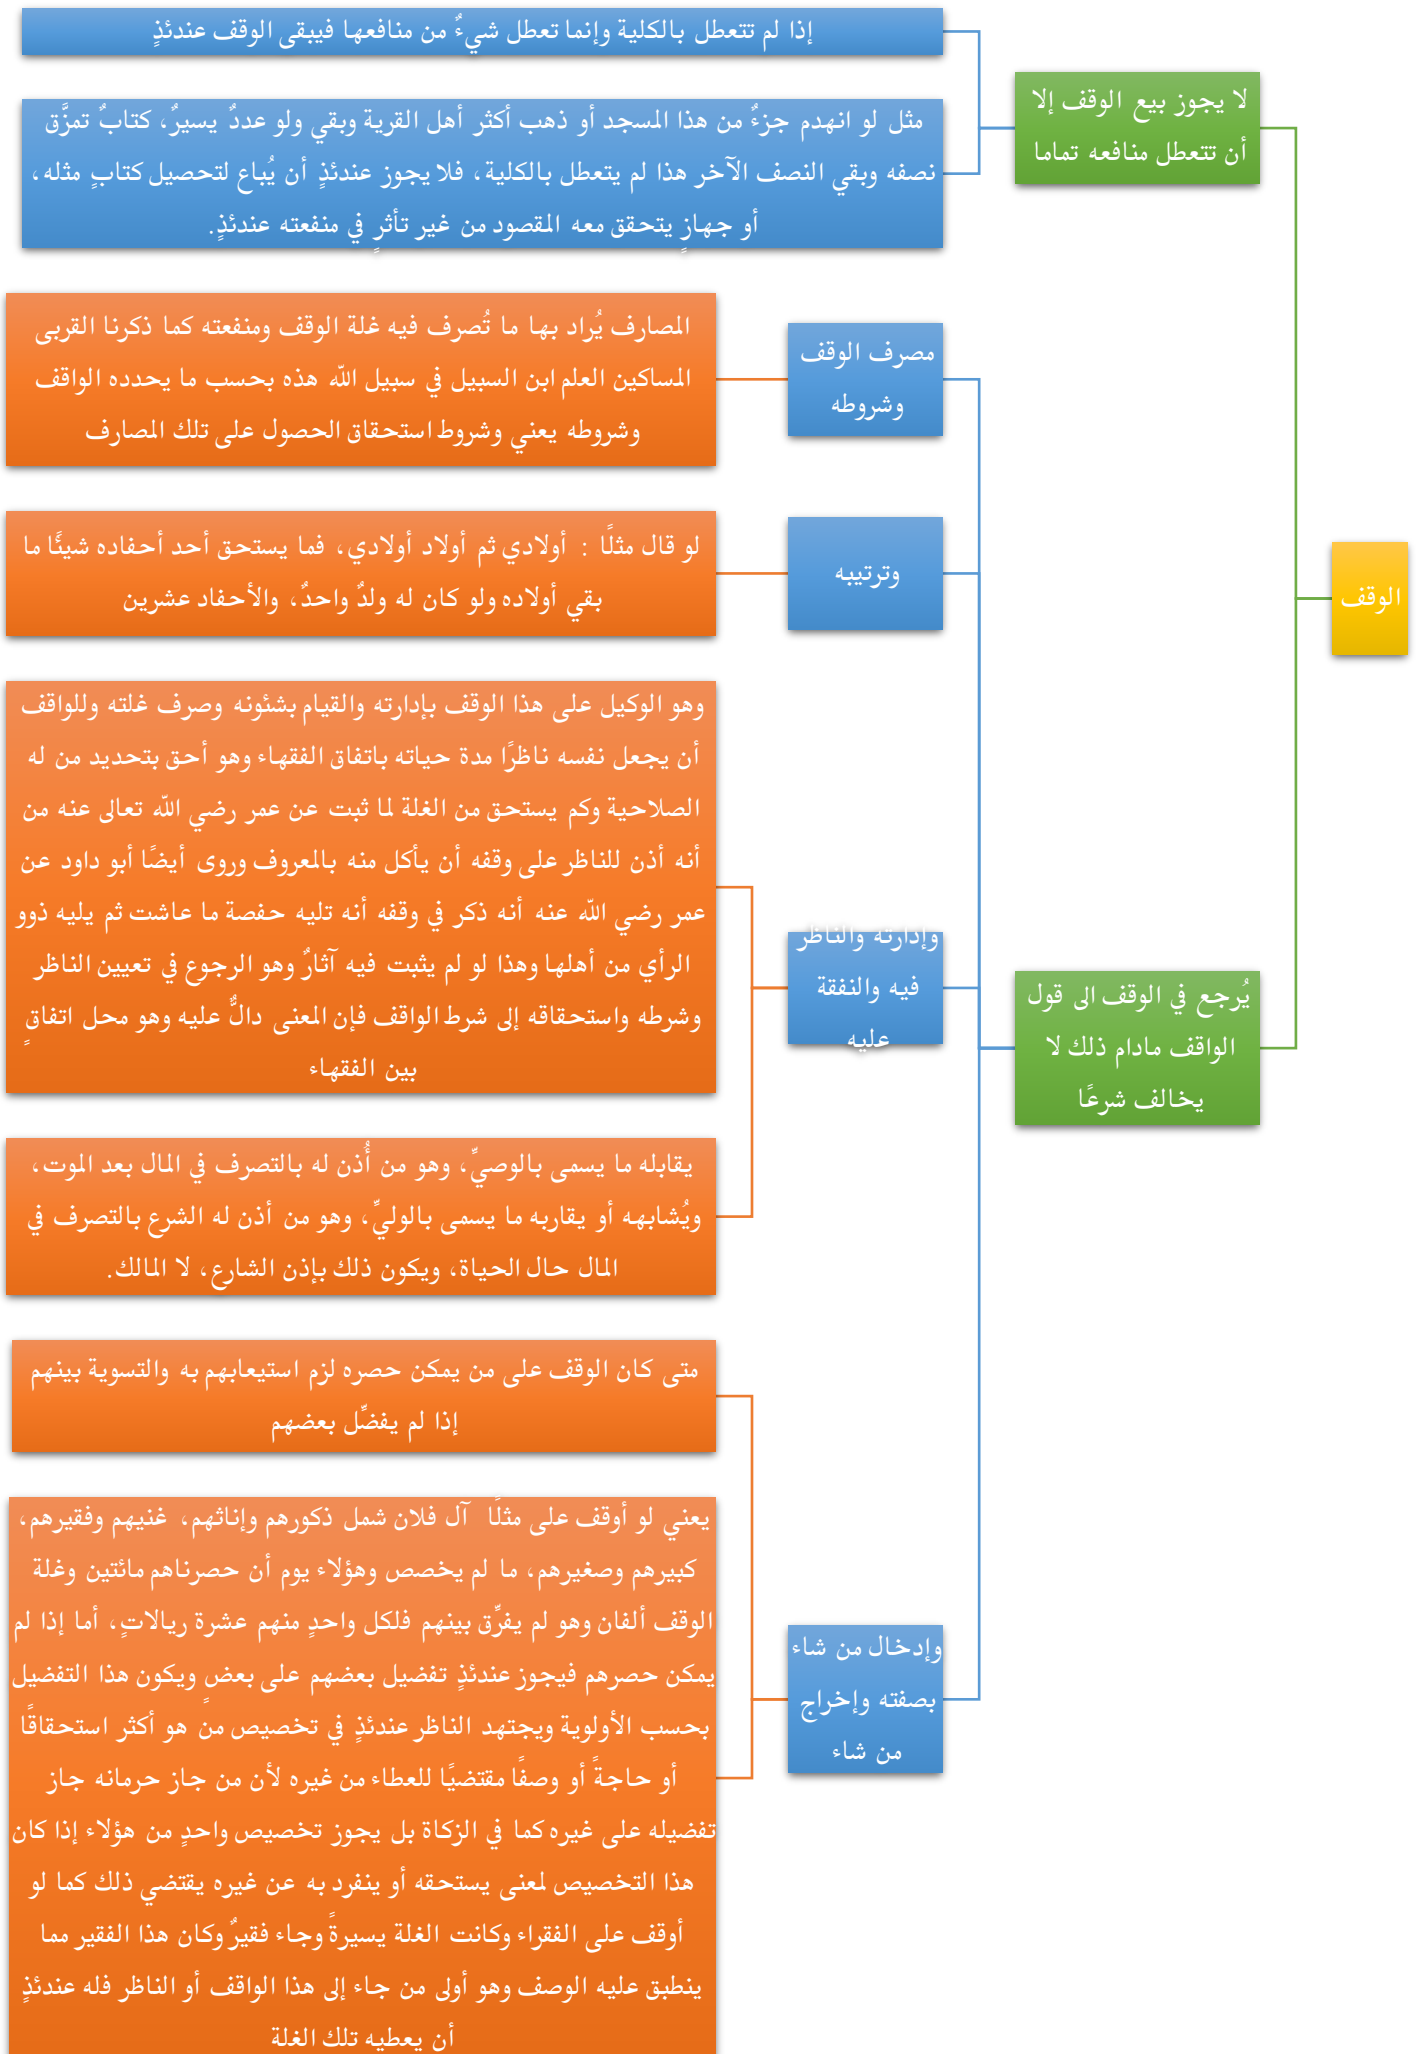 الوقف
لا يجوز بيع الوقف إلا
أن تتعطل منافعه تماما
إذا لم تتعطل بالكلية وإنما تعطل شيءٌ من منافعها فيبقى الوقف عندئذٍ
مثل لو انهدم جزءٌ من هذا المسجد أو ذهب أكثر أهل القرية وبقي ولو عددٌ يسيرٌ، كتابٌ تمزَّق
نصفه وبقي النصف الآخر هذا لم يتعطل بالكلية، فلا يجوز عندئذٍ أن يُباع لتحصيل كتابٍ مثله،
أو جهازٍ يتحقق معه المقصود من غير تأثرٍ في منفعته عندئذٍ.
يُرجع في الوقف الى قول
الواقف مادام ذلك لا
يخالف شرعًا
مصرف الوقف
وشروطه
المصارف يُراد بها ما تُصرف فيه غلة الوقف ومنفعته كما ذكرنا القربى
المساكين العلم ابن السبيل في سبيل الله هذه بحسب ما يحدده الواقف
وشروطه يعني وشروط استحقاق الحصول على تلك المصارف
وترتيبه
لو قال مثلًا : أولادي ثم أولاد أولادي، فما يستحق أحد أحفاده شيئًا ما
بقي أولاده ولو كان له ولدٌ واحدٌ، والأحفاد عشرين
وإدارته والناظر
فيه والنفقة
عليه
وهو الوكيل على هذا الوقف بإدارته والقيام بشئونه وصرف غلته وللواقف
أن يجعل نفسه ناظرًا مدة حياته باتفاق الفقهاء وهو أحق بتحديد من له
الصلاحية وكم يستحق من الغلة لما ثبت عن عمر رضي الله تعالى عنه من
أنه أذن للناظر على وقفه أن يأكل منه بالمعروف وروى أيضًا أبو داود عن
عمر رضي الله عنه أنه ذكر في وقفه أنه تليه حفصة ما عاشت ثم يليه ذوو
الرأي من أهلها وهذا لو لم يثبت فيه آثارٌ وهو الرجوع في تعيين الناظر
وشرطه واستحقاقه إلى شرط الواقف فإن المعنى دالٌّ عليه وهو محل اتفاقٍ
بين الفقهاء
يقابله ما يسمى بالوصيِّ، وهو من أُذن له بالتصرف في المال بعد الموت،
ويُشابهه أو يقاربه ما يسمى بالوليِّ، وهو من أذن له الشرع بالتصرف في
المال حال الحياة، ويكون ذلك بإذن الشارع، لا المالك.
وإدخال من شاء
بصفته وإخراج
من شاء
متى كان الوقف على من يمكن حصره لزم استيعابهم به والتسوية بينهم
إذا لم يفضِّل بعضهم
يعني لو أوقف على مثلًا آل فلان شمل ذكورهم وإناثهم، غنيهم وفقيرهم،
كبيرهم وصغيرهم، ما لم يخصص وهؤلاء يوم أن حصرناهم مائتين وغلة
الوقف ألفان وهو لم يفرِّق بينهم فلكل واحدٍ منهم عشرة ريالاتٍ، أما إذا لم
يمكن حصرهم فيجوز عندئذٍ تفضيل بعضهم على بعضٍ ويكون هذا التفضيل
بحسب الأولوية ويجتهد الناظر عندئذٍ في تخصيص من هو أكثر استحقاقًا
أو حاجةً أو وصفًا مقتضيًا للعطاء من غيره لأن من جاز حرمانه جاز
تفضيله على غيره كما في الزكاة بل يجوز تخصيص واحدٍ من هؤلاء إذا كان
هذا التخصيص لمعنى يستحقه أو ينفرد به عن غيره يقتضي ذلك كما لو
أوقف على الفقراء وكانت الغلة يسيرةً وجاء فقيرٌ وكان هذا الفقير مما
ينطبق عليه الوصف وهو أولى من جاء إلى هذا الواقف أو الناظر فله عندئذٍ
أن يعطيه تلك الغلة